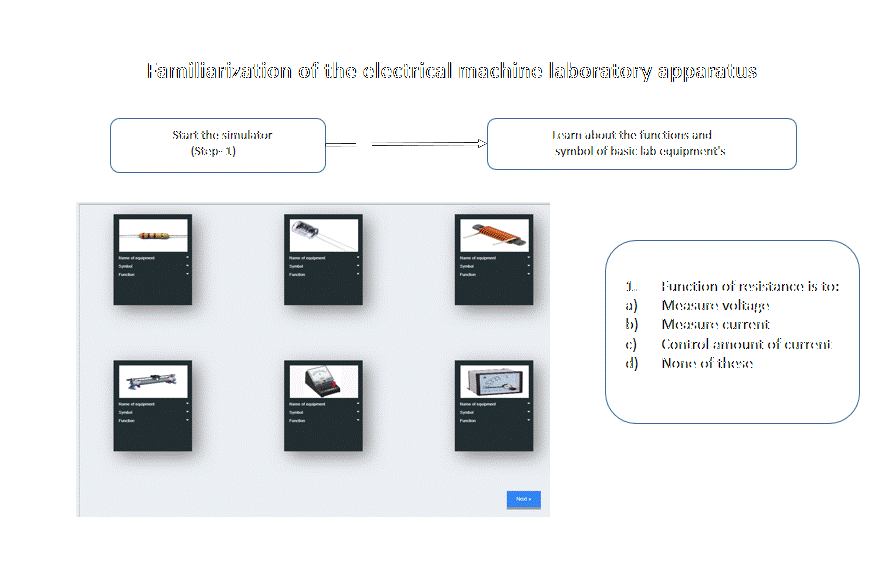 Familiarization of the electrical machine laboratory apparatus
Start the simulator
(Step- 1)
Learn about the functions and
symbol of basic lab equipment's
Name of equipment
Symbol
Function
Name of equipment
Symbol
Function
Name of equipment
Symbol
Function
Name of equipment
Symbol
Function
Name of equipment
Symbol
Function
Name of equipment
Symbol
Function
Next »
1. Function of resistance is to:
a) Measure voltage
b) Measure current
c) Control amount of current
d) None of these